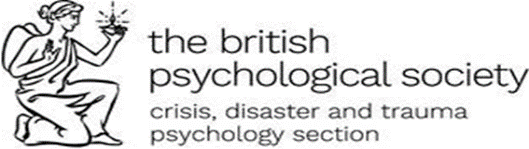 the british
psychological society
crisis, disaster and trauma
psychology section